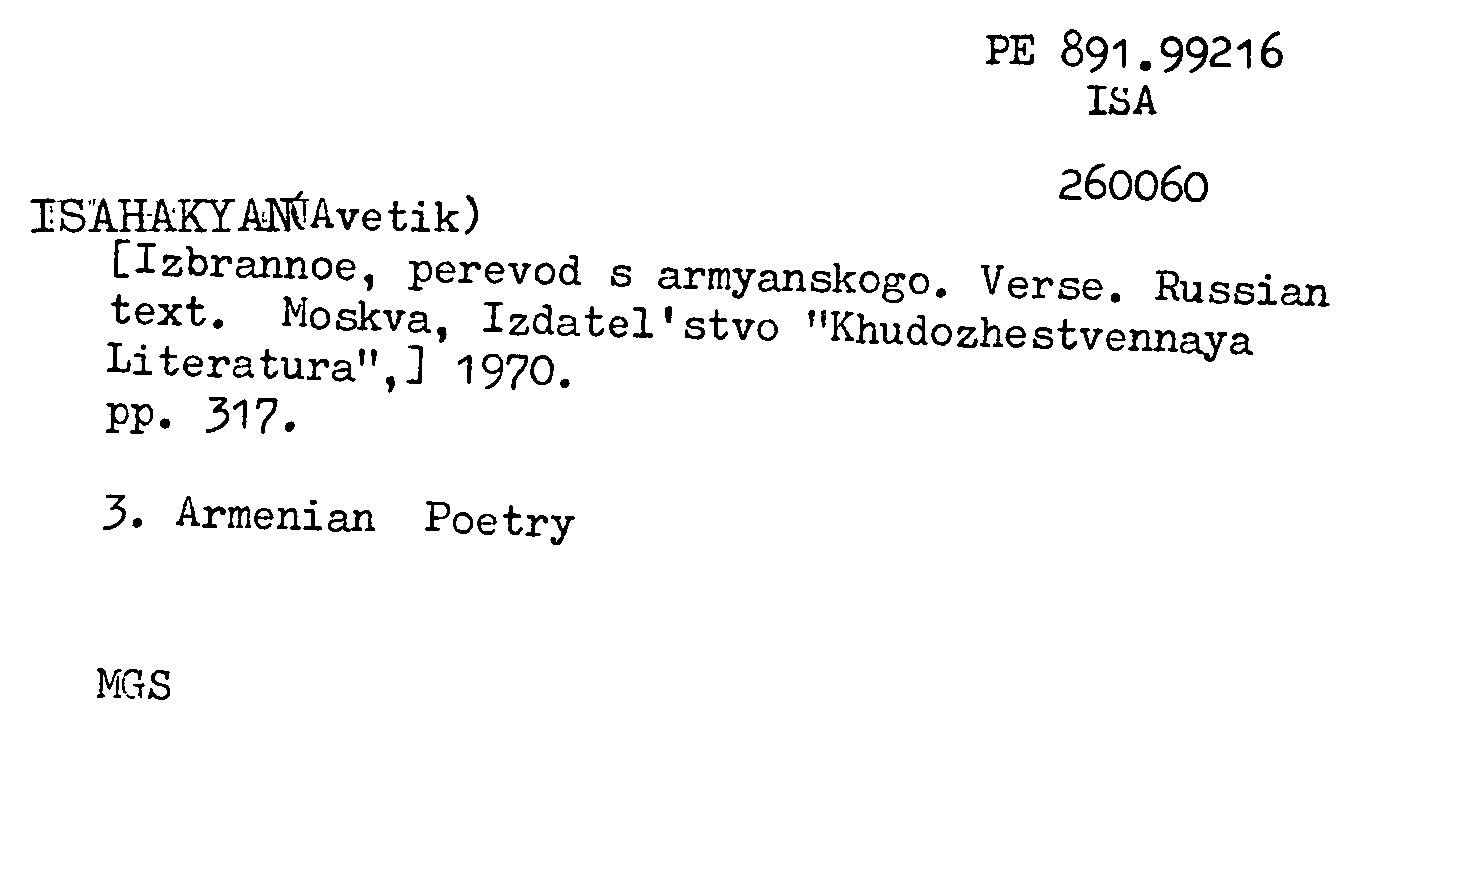 PE 891.99216
ISA
260060
ISAHAKYAN (Avetik)
[Izbrannoe, perevod s armyanskogo. Verse. Russian
text. Moskva, Izdatel'stvo "Khudozhestvennaya
Literatura",] 1970.
pp. 317.
3. Armenian Poetry
MGS